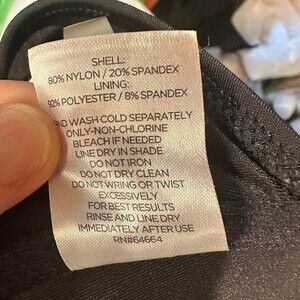 SHELL:
80% NYLON / 20% SPANDEX
LINING:
% POLYESTER / 8% SPANDEX
ND WASH COLD SEPARATELY
ONLY-NON-CHLORINE
BLEACH IF NEEDED
LINE DRY IN SHADE
DO NOT IRON
DO NOT DRY CLEAN
DO NOT WRING OR TWIST
EXCESSIVELY
FOR BEST RESULTS
RINSE AND LINE DRY
IMMEDIATELY AFTER USE
RN#64664